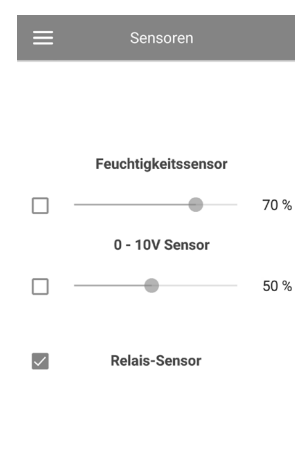 Sensoren
Feuchtigkeitssensor
70 %
0 - 10V Sensor
50 %
Relais-Sensor